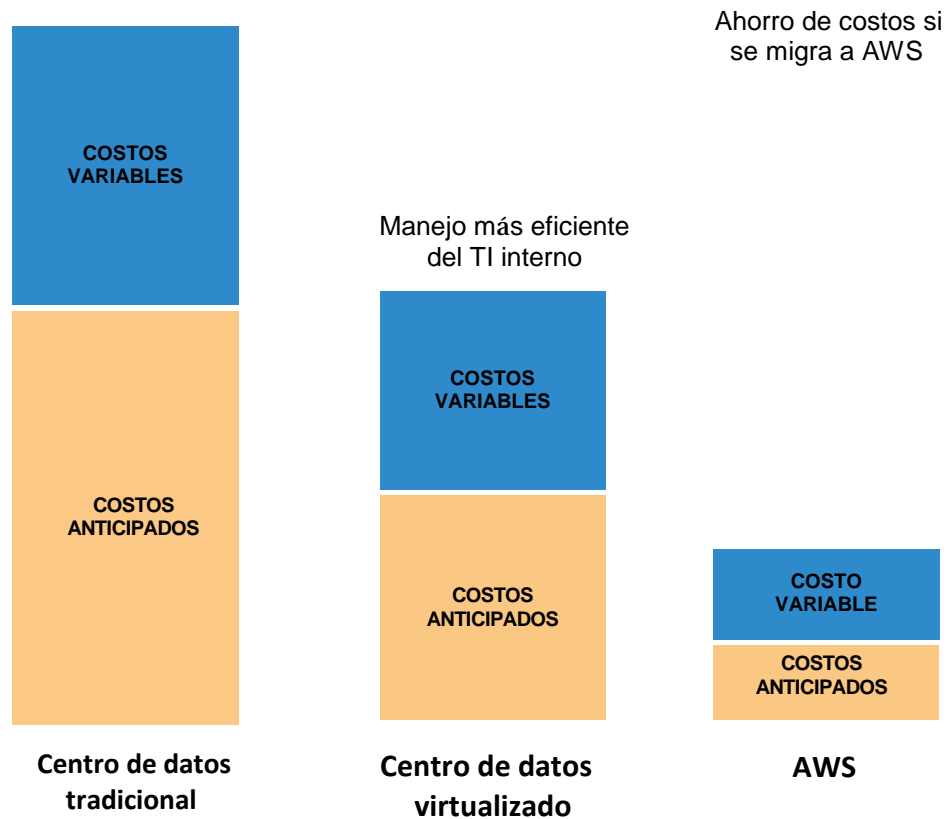 Ahorro de costos si
se migra a AWS
COSTOS
VARIABLES
Manejo más eficiente
del TI interno
COSTOS
VARIABLES
COSTOS
ANTICIPADOS
COSTOS
ANTICIPADOS
COSTO
VARIABLE
COSTOS
ANTICIPADOS
Centro de datos
tradicional
Centro de datos
virtualizado
AWS